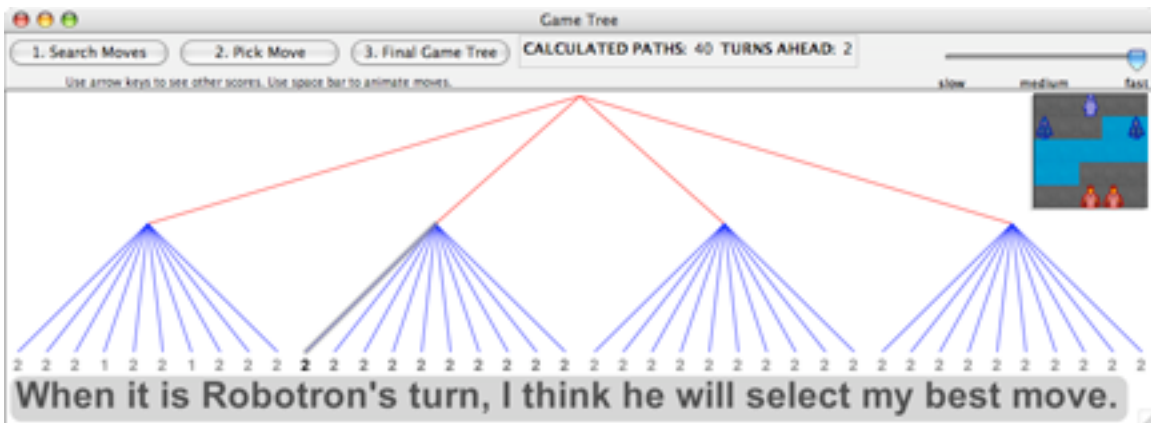 Game Tree
1. Search Moves 2. Pick Move 3. Final Game Tree CALCULATED PATHS: 40 TURNS AHEAD: 2
Use arrow keys to see other scores. Use space bar to animate moves.
slow medium fast
2 2 2 1 2 2 1 2 2 2 2 2 2 2 2 2 2 2 2 2 2 2 2 2 2 2 2 2 2 2 2 2 2 2 2 2 2 2 2 2
When it is Robotron's turn, I think he will select my best move.